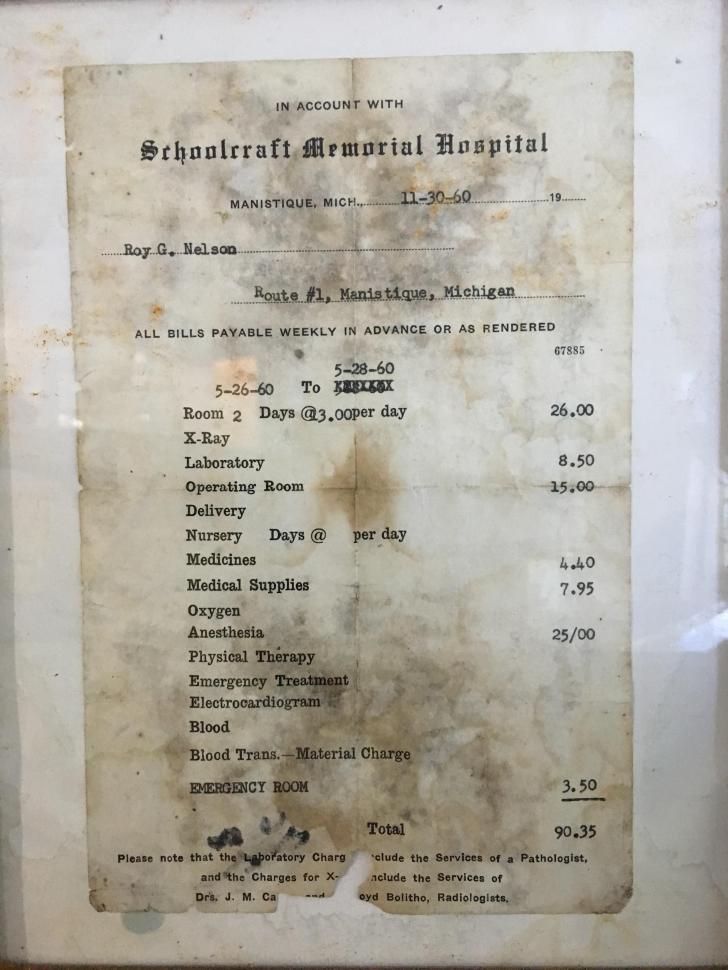 IN ACCOUNT WITH
Schoolcraft Memorial Hospital
MANISTIQUE, MICH., 11-30-60 19
Roy G. Nelson
Route #1, Manistique, Michigan
ALL BILLS PAYABLE WEEKLY IN ADVANCE OR AS RENDERED
67885
5-28-60
5-26-60 To
Room 2 Days @13.00per day 26.00
X-Ray
Laboratory 8.50
Operating Room 15.00
Delivery
Nursery Days @ per day
Medicines 4.40
Medical Supplies 7.95
Oxygen
Anesthesia 25/00
Physical Therapy
Emergency Treatment
Electrocardiogram
Blood
Blood Trans.—Material Charge
EMERGENCY ROOM 3.50
Total 90.35
Please note that the Laboratory Charg clude the Services of a Pathologist,
and the Charges for X- nclude the Services of
Drs. J. M. Ca and oyd Bolitho, Radiologists.